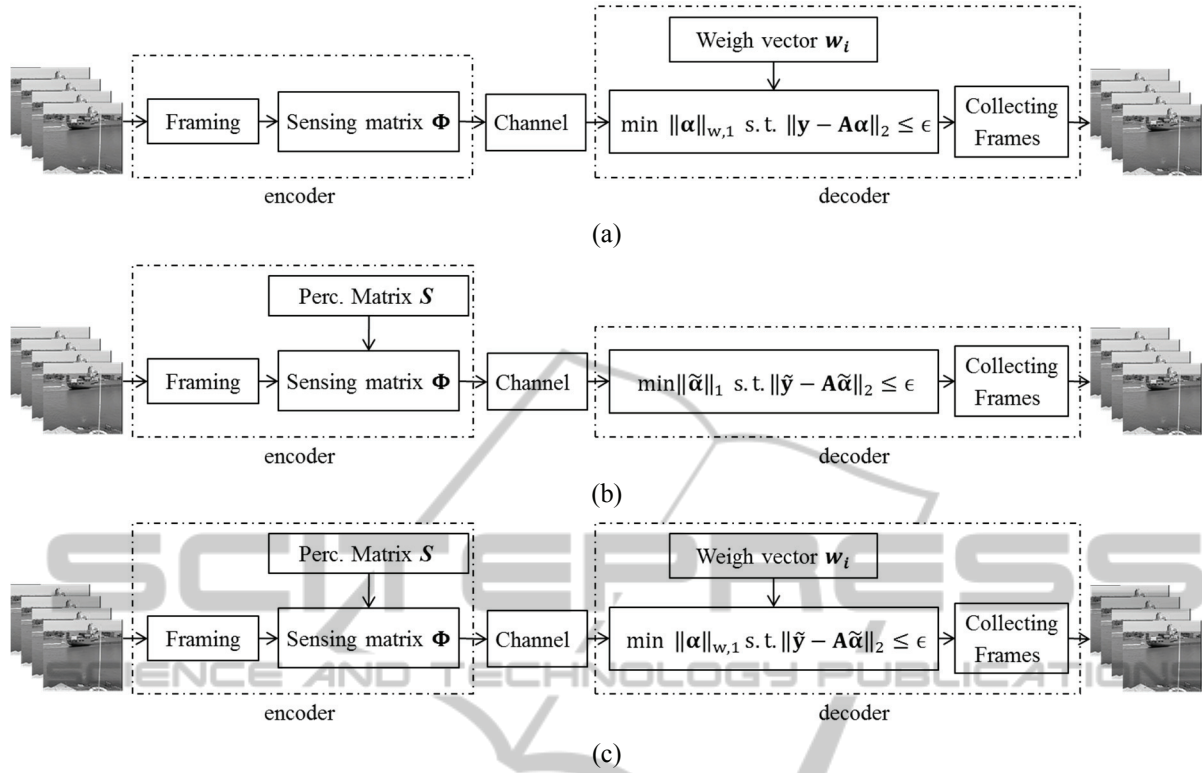 Weigh vector wᵢ
Framing
Sensing matrix Φ
Channel
min ‖α‖w,1 s.t. ‖y − Aα‖₂ ≤ ϵ
Collecting
Frames
encoder
decoder
(a)
Perc. Matrix S
Framing
Sensing matrix Φ
Channel
min‖α̃‖₁ s.t. ‖ỹ − Aα̃‖₂ ≤ ϵ
Collecting
Frames
encoder
decoder
(b)
Perc. Matrix S
Weigh vector wᵢ
Framing
Sensing matrix Φ
Channel
min ‖α‖w,1 s.t. ‖ỹ − Aα̃‖₂ ≤ ϵ
Collecting
Frames
encoder
decoder
(c)
SCITEPRESS
SCIENCE AND TECHNOLOGY PUBLICATIONS